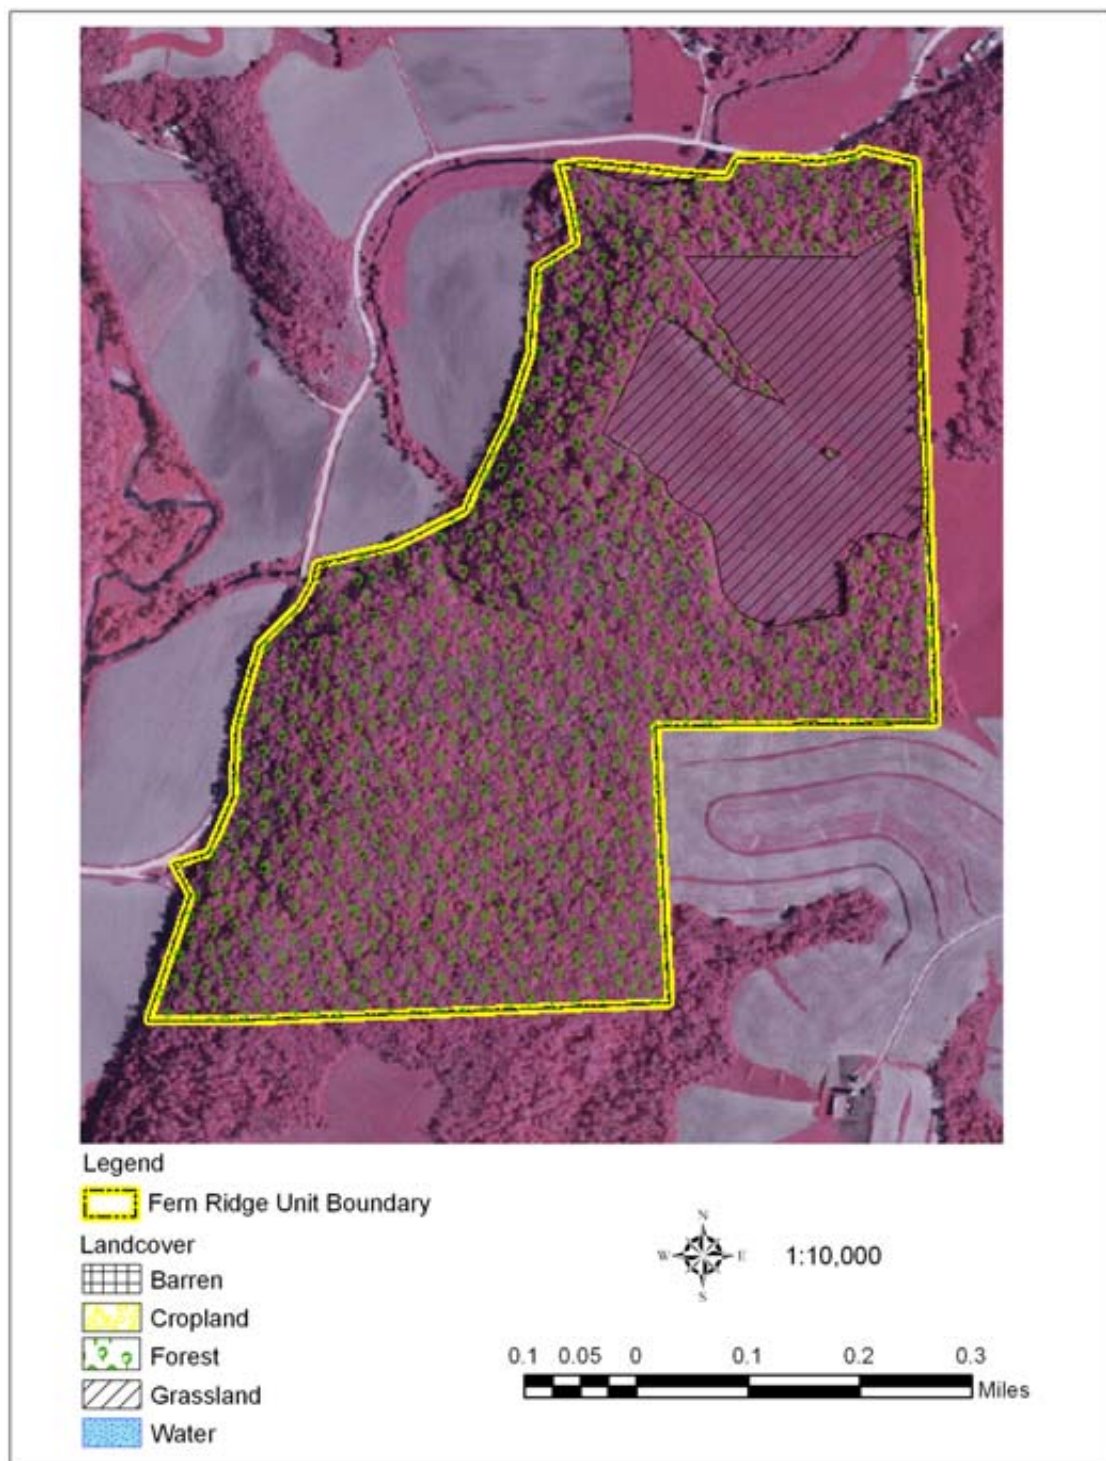 Legend
Fern Ridge Unit Boundary
Landcover
Barren
Cropland
Forest
Grassland
Water
N
W E
S
1:10,000
0.1 0.05 0 0.1 0.2 0.3
Miles